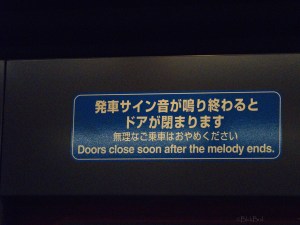 発車サイン音が鳴り終わると
ドアが閉まります
無理なご乗車はおやめください
Doors close soon after the melody ends.